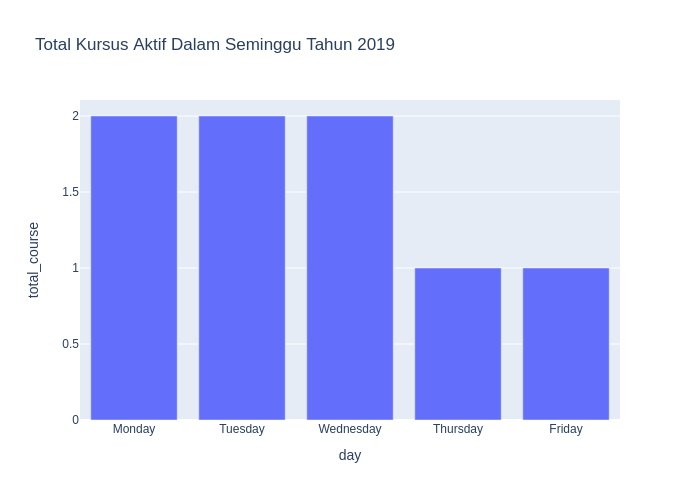 Total Kursus Aktif Dalam Seminggu Tahun 2019
total_course
2
1.5
1
0.5
0
Monday Tuesday Wednesday Thursday Friday
day